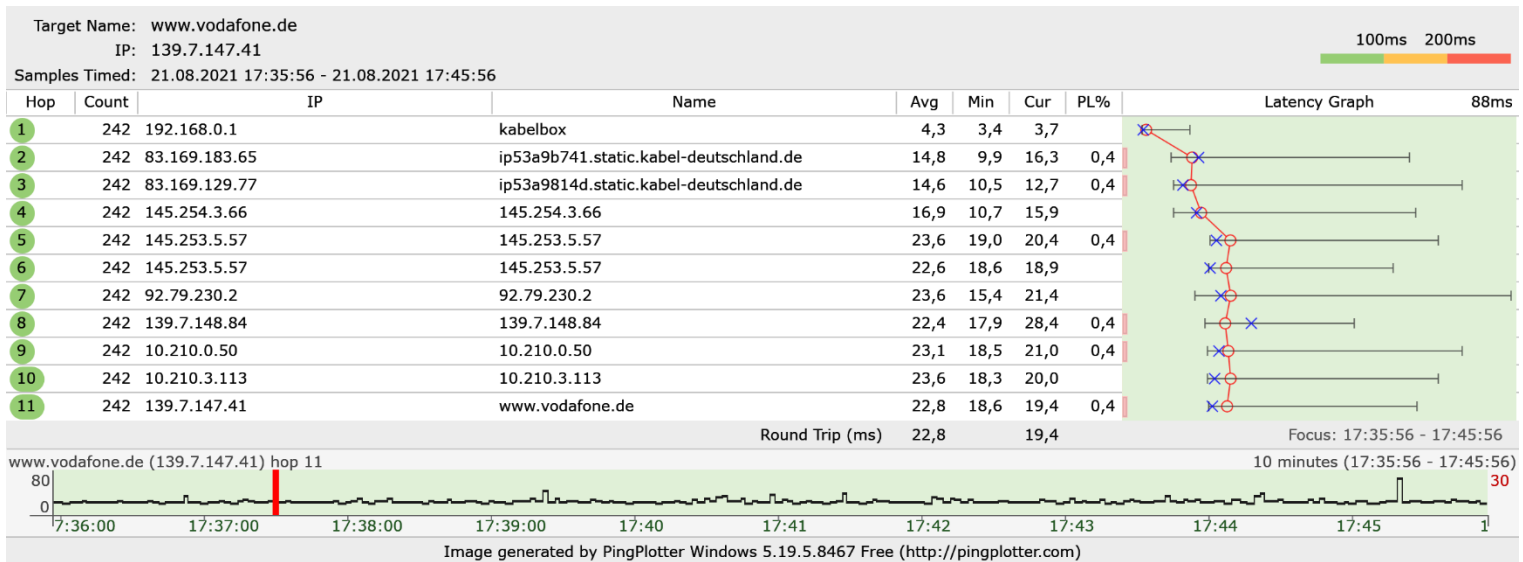 Target Name: www.vodafone.de
IP: 139.7.147.41
100ms 200ms
Samples Timed: 21.08.2021 17:35:56 - 21.08.2021 17:45:56
Hop Count IP Name Avg Min Cur PL% Latency Graph 88ms
1 242 192.168.0.1 kabelbox 4,3 3,4 3,7
2 242 83.169.183.65 ip53a9b741.static.kabel-deutschland.de 14,8 9,9 16,3 0,4
3 242 83.169.129.77 ip53a9814d.static.kabel-deutschland.de 14,6 10,5 12,7 0,4
4 242 145.254.3.66 145.254.3.66 16,9 10,7 15,9
5 242 145.253.5.57 145.253.5.57 23,6 19,0 20,4 0,4
6 242 145.253.5.57 145.253.5.57 22,6 18,6 18,9
7 242 92.79.230.2 92.79.230.2 23,6 15,4 21,4
8 242 139.7.148.84 139.7.148.84 22,4 17,9 28,4 0,4
9 242 10.210.0.50 10.210.0.50 23,1 18,5 21,0 0,4
10 242 10.210.3.113 10.210.3.113 23,6 18,3 20,0
11 242 139.7.147.41 www.vodafone.de 22,8 18,6 19,4 0,4
Round Trip (ms) 22,8 19,4 Focus: 17:35:56 - 17:45:56
www.vodafone.de (139.7.147.41) hop 11 10 minutes (17:35:56 - 17:45:56)
80 30
0
7:36:00 17:37:00 17:38:00 17:39:00 17:40 17:41 17:42 17:43 17:44 17:45 1
Image generated by PingPlotter Windows 5.19.5.8467 Free (http://pingplotter.com)